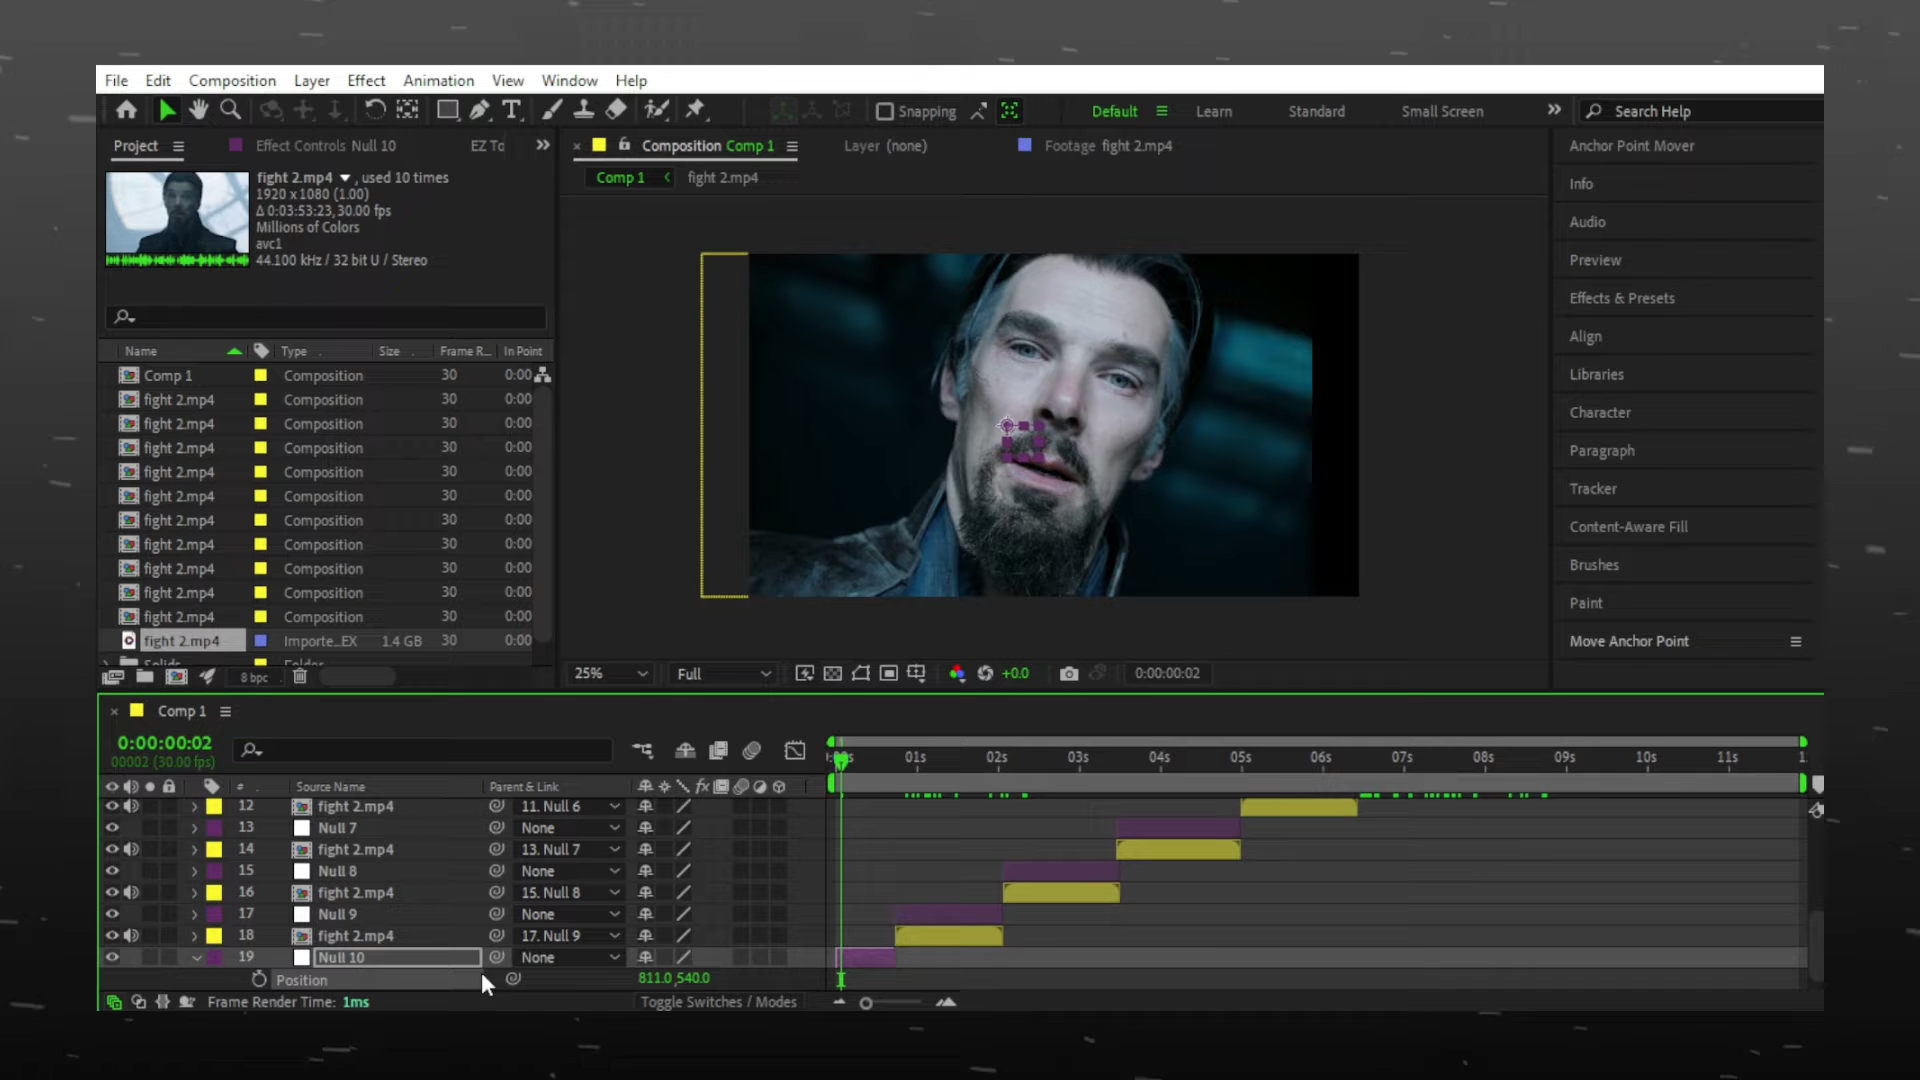 File Edit Composition Layer Effect Animation View Window Help
Snapping Default Learn Standard Small Screen Search Help
Project Effect Controls Null 10 EZ To
Composition Comp 1 Layer (none) Footage fight 2.mp4
Comp 1 fight 2.mp4
fight 2.mp4 , used 10 times
1920 x 1080 (1.00)
Δ 0:03:53:23, 30.00 fps
Millions of Colors
avc1
44.100 kHz / 32 bit U / Stereo
Name Type Size Frame R... In Point
Comp 1 Composition 30 0:00
fight 2.mp4 Composition 30 0:00
fight 2.mp4 Composition 30 0:00
fight 2.mp4 Composition 30 0:00
fight 2.mp4 Composition 30 0:00
fight 2.mp4 Composition 30 0:00
fight 2.mp4 Composition 30 0:00
fight 2.mp4 Composition 30 0:00
fight 2.mp4 Composition 30 0:00
fight 2.mp4 Composition 30 0:00
fight 2.mp4 Composition 30 0:00
fight 2.mp4 Importe...EX 1.4 GB 30 0:00
Solids Folder
8 bpc
25% Full +0.0 0:00:00:02
Anchor Point Mover
Info
Audio
Preview
Effects & Presets
Align
Libraries
Character
Paragraph
Tracker
Content-Aware Fill
Brushes
Paint
Move Anchor Point
Comp 1
0:00:00:02
00002 (30.00 fps)
01s 02s 03s 04s 05s 06s 07s 08s 09s 10s 11s
# Source Name Parent & Link fx
12 fight 2.mp4 11. Null 6
13 Null 7 None
14 fight 2.mp4 13. Null 7
15 Null 8 None
16 fight 2.mp4 15. Null 8
17 Null 9 None
18 fight 2.mp4 17. Null 9
19 Null 10 None
Position 811.0,540.0
Frame Render Time: 1ms Toggle Switches / Modes